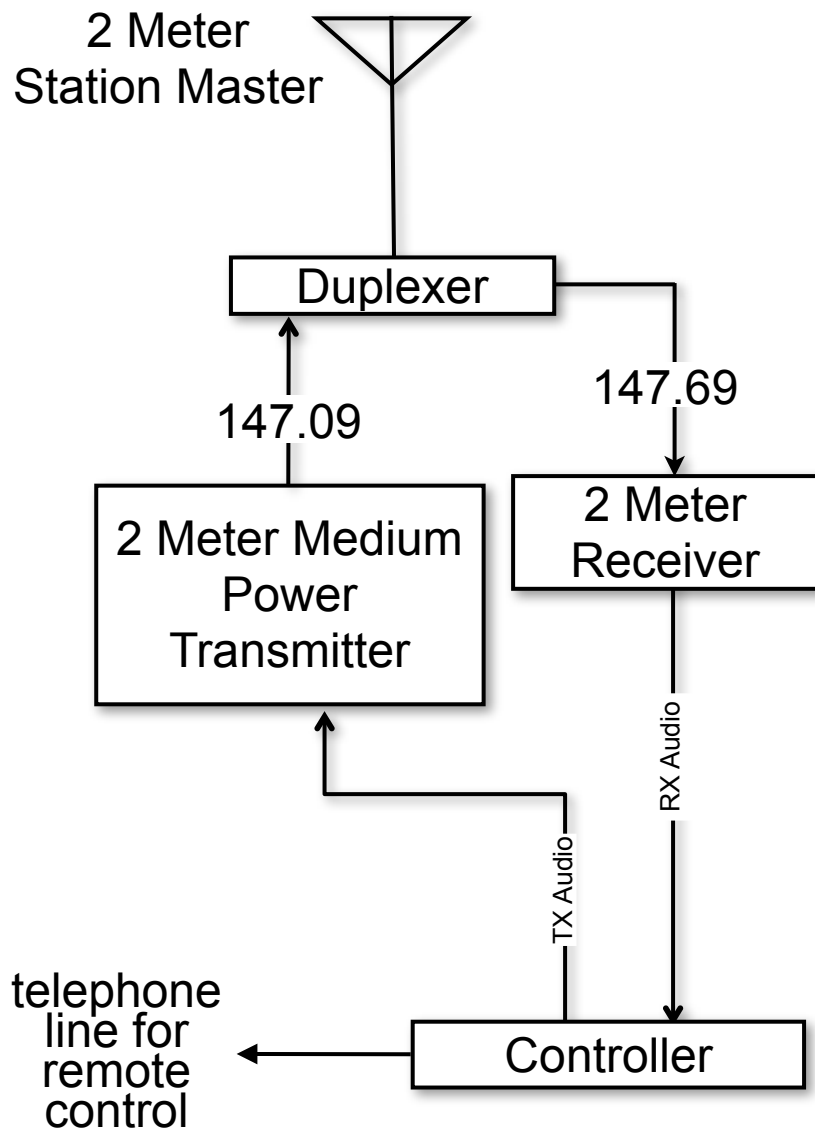 2 Meter
Station Master
Duplexer
147.09
147.69
2 Meter Medium
Power
Transmitter
2 Meter
Receiver
RX Audio
TX Audio
telephone
line for
remote
control
Controller